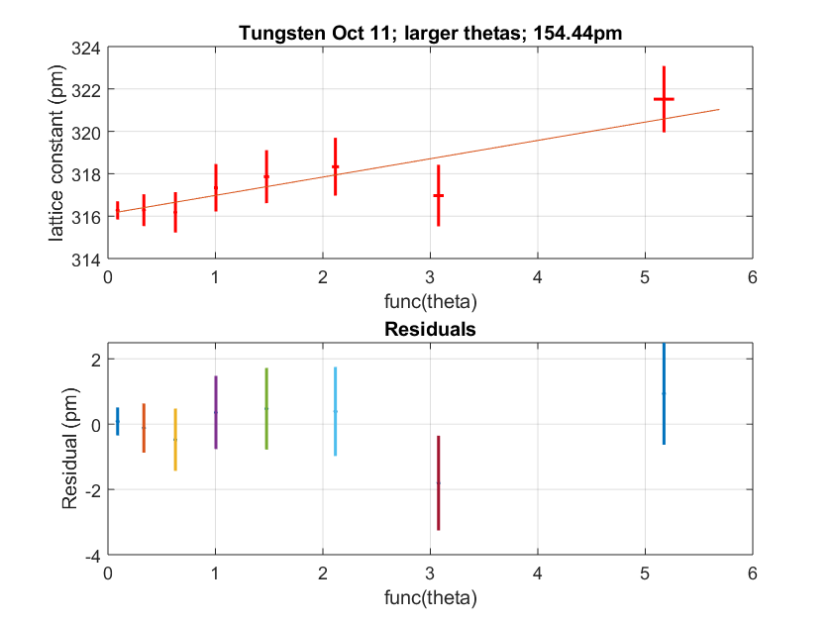 Tungsten Oct 11; larger thetas; 154.44pm
324
322
320
318
316
314
lattice constant (pm)
0 1 2 3 4 5 6
func(theta)
Residuals
2
0
-2
-4
Residual (pm)
0 1 2 3 4 5 6
func(theta)